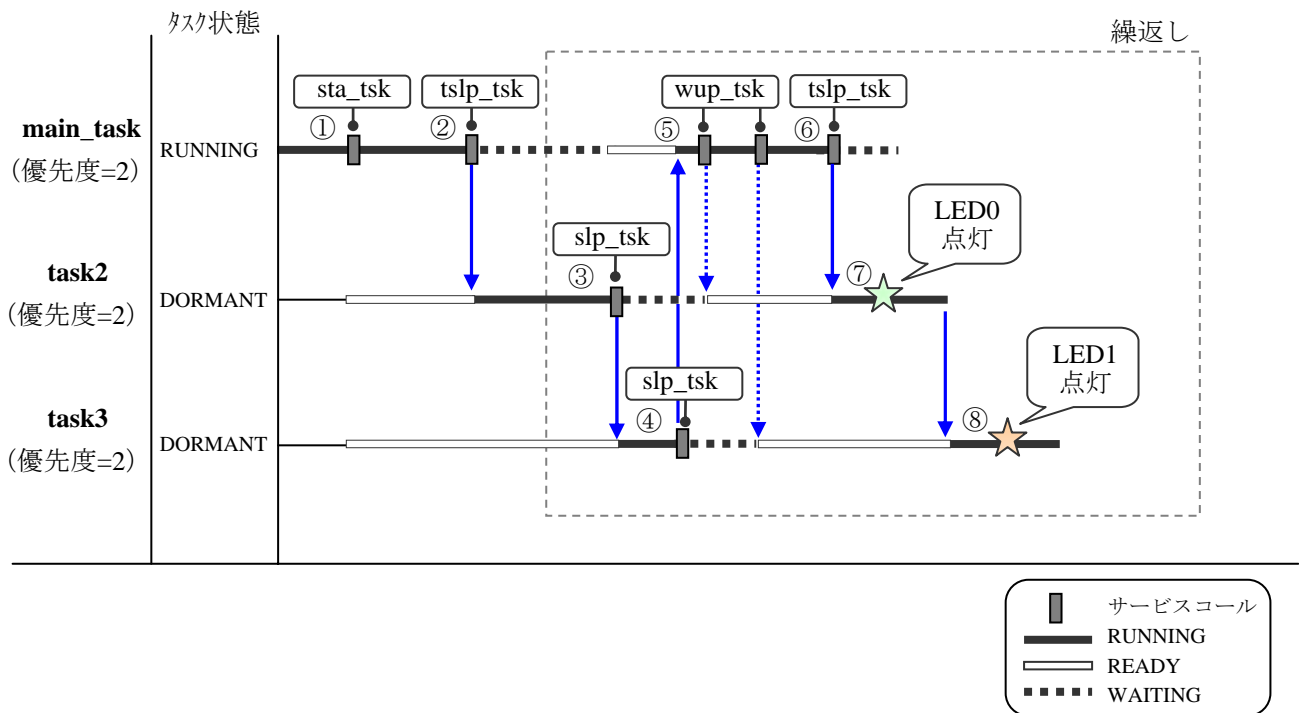 タスク状態
繰返し
sta_tsk
tslp_tsk
wup_tsk
tslp_tsk
①
②
⑤
⑥
main_task
(優先度=2)
RUNNING
LED0
点灯
slp_tsk
③
⑦
task2
(優先度=2)
DORMANT
LED1
点灯
slp_tsk
④
⑧
task3
(優先度=2)
DORMANT
サービスコール
RUNNING
READY
WAITING